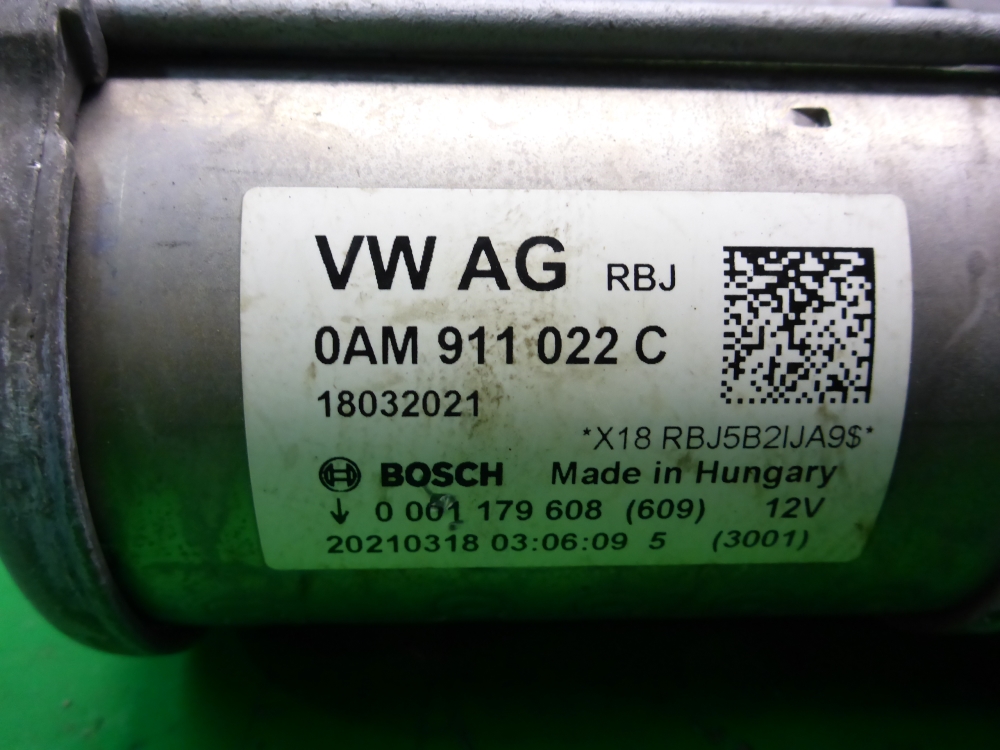 VW AG RBJ
0AM 911 022 C
18032021
*X18 RBJ5B2IJA9$*
BOSCH Made in Hungary
↓ 0 001 179 608 (609) 12V
20210318 03:06:09 5 (3001)